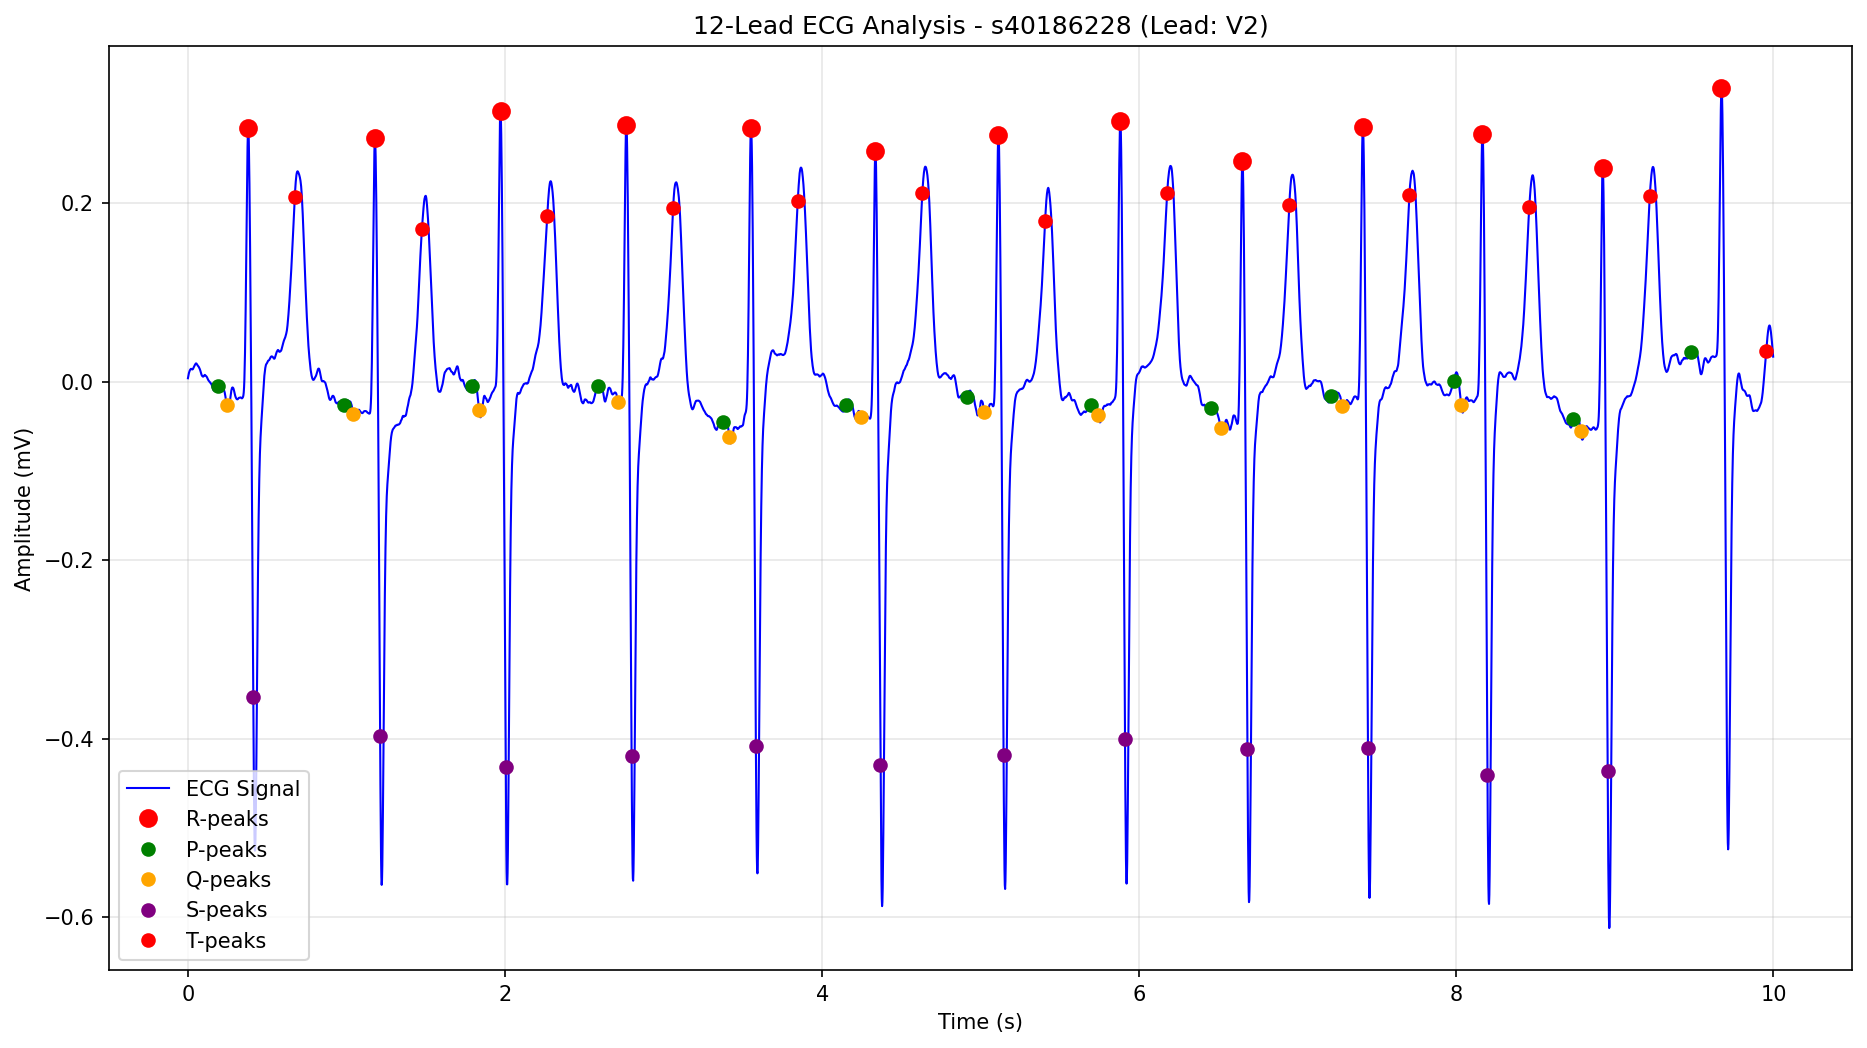 12-Lead ECG Analysis - s40186228 (Lead: V2)
Amplitude (mV)
0.2
0.0
−0.2
−0.4
−0.6
ECG Signal
R-peaks
P-peaks
Q-peaks
S-peaks
T-peaks
0 2 4 6 8 10
Time (s)